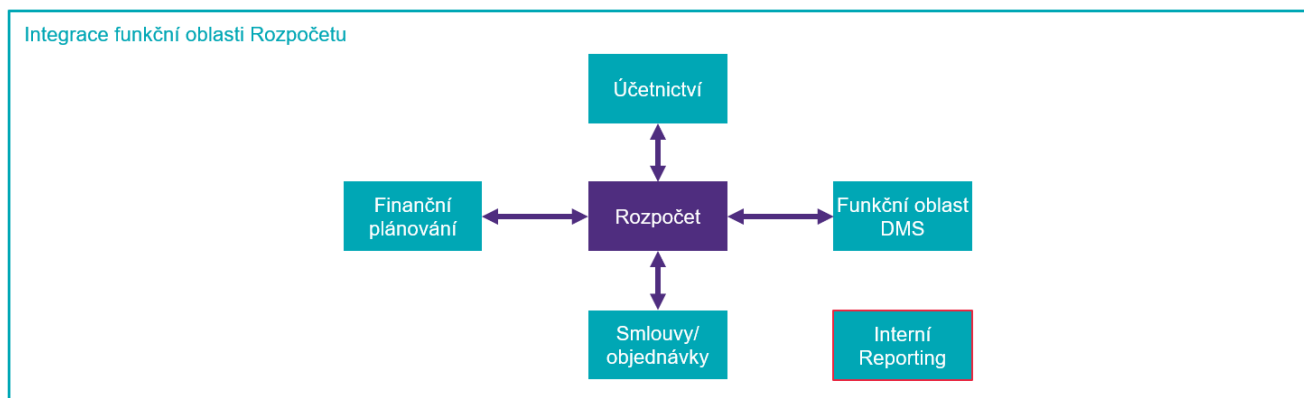 Integrace funkční oblasti Rozpočetu
Účetnictví
Finanční
plánování
Rozpočet
Funkční oblast
DMS
Smlouvy/
objednávky
Interní
Reporting